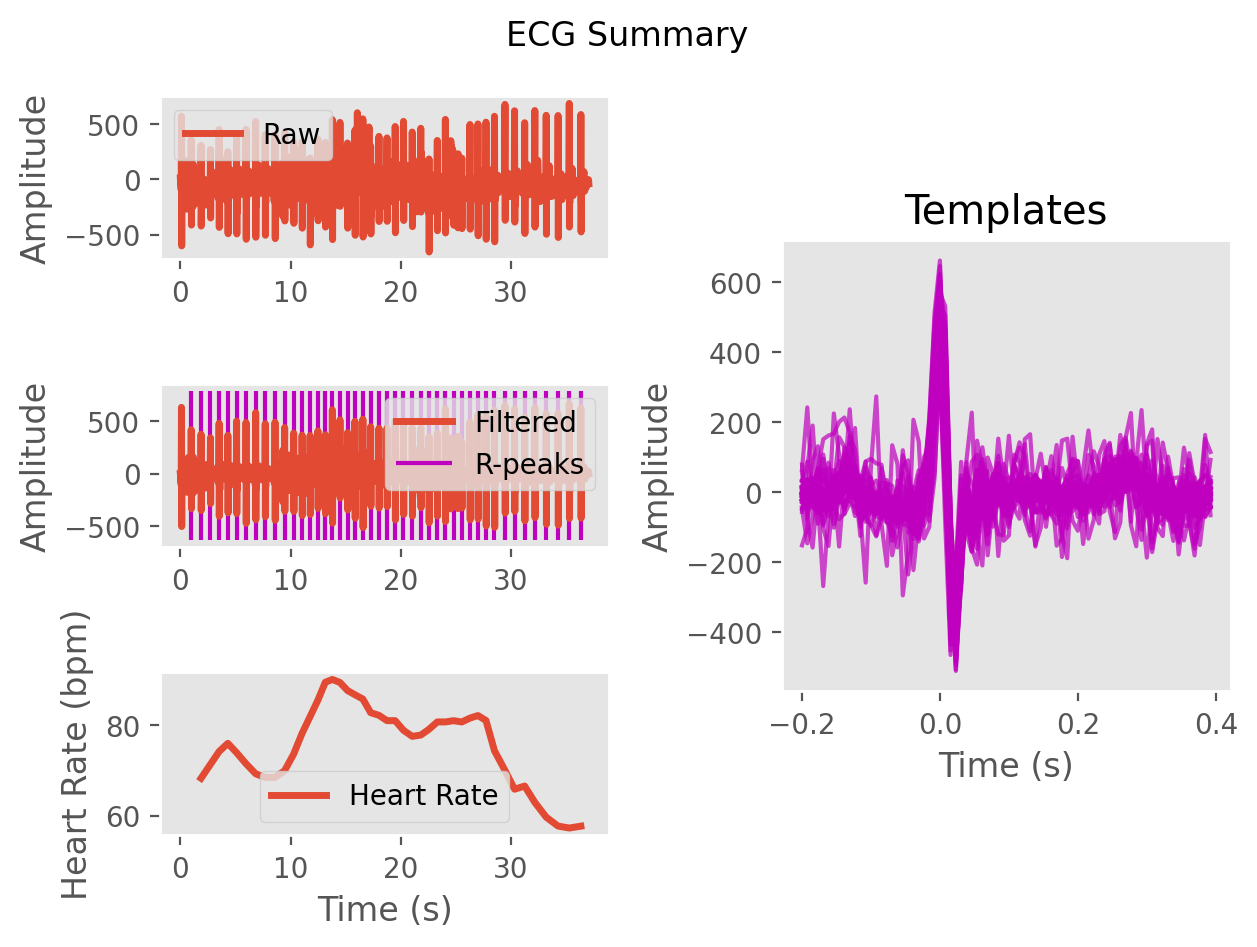 ECG Summary
Amplitude
500
0
−500
Raw
0 10 20 30
Amplitude
500
0
−500
Filtered
R-peaks
0 10 20 30
Heart Rate (bpm)
80
60
Heart Rate
0 10 20 30
Time (s)
Templates
Amplitude
600
400
200
0
−200
−400
−0.2 0.0 0.2 0.4
Time (s)